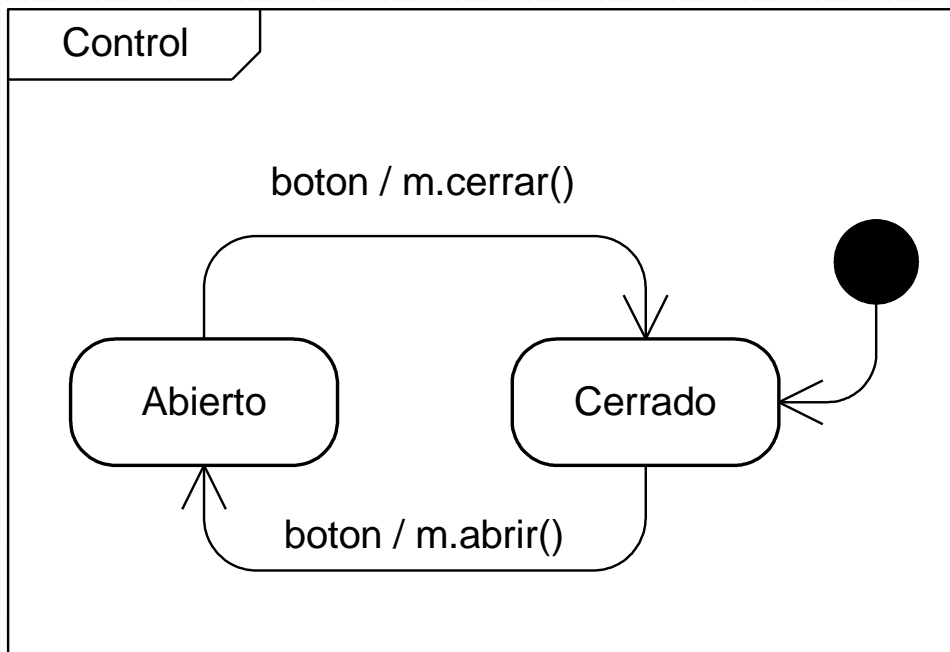 Control
boton / m.cerrar()
Abierto
Cerrado
boton / m.abrir()